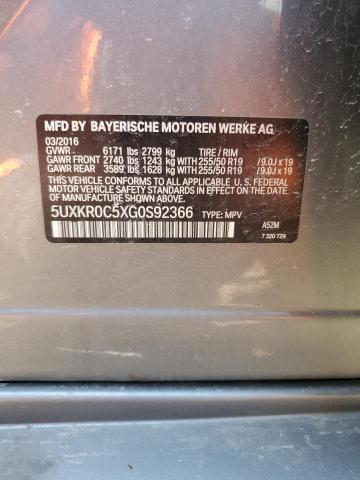 MFD BY BAYERISCHE MOTOREN WERKE AG
03/2016
GVWR- 6171 lbs 2799 kg TIRE / RIM
GAWR FRONT 2740 lbs 1243 kg WITH 255/50 R19 / 9.0J x 19
GAWR REAR 3589 lbs 1628 kg WITH 255/50 R19 / 9.0J x 19
THIS VEHICLE CONFORMS TO ALL APPLICABLE U.S. FEDERAL
MOTOR VEHICLE SAFETY STANDARDS IN EFFECT ON THE DATE
OF MANUFACTURE SHOWN ABOVE.
5UXKR0C5XG0S92366 TYPE: MPV
A52M
7 320 729